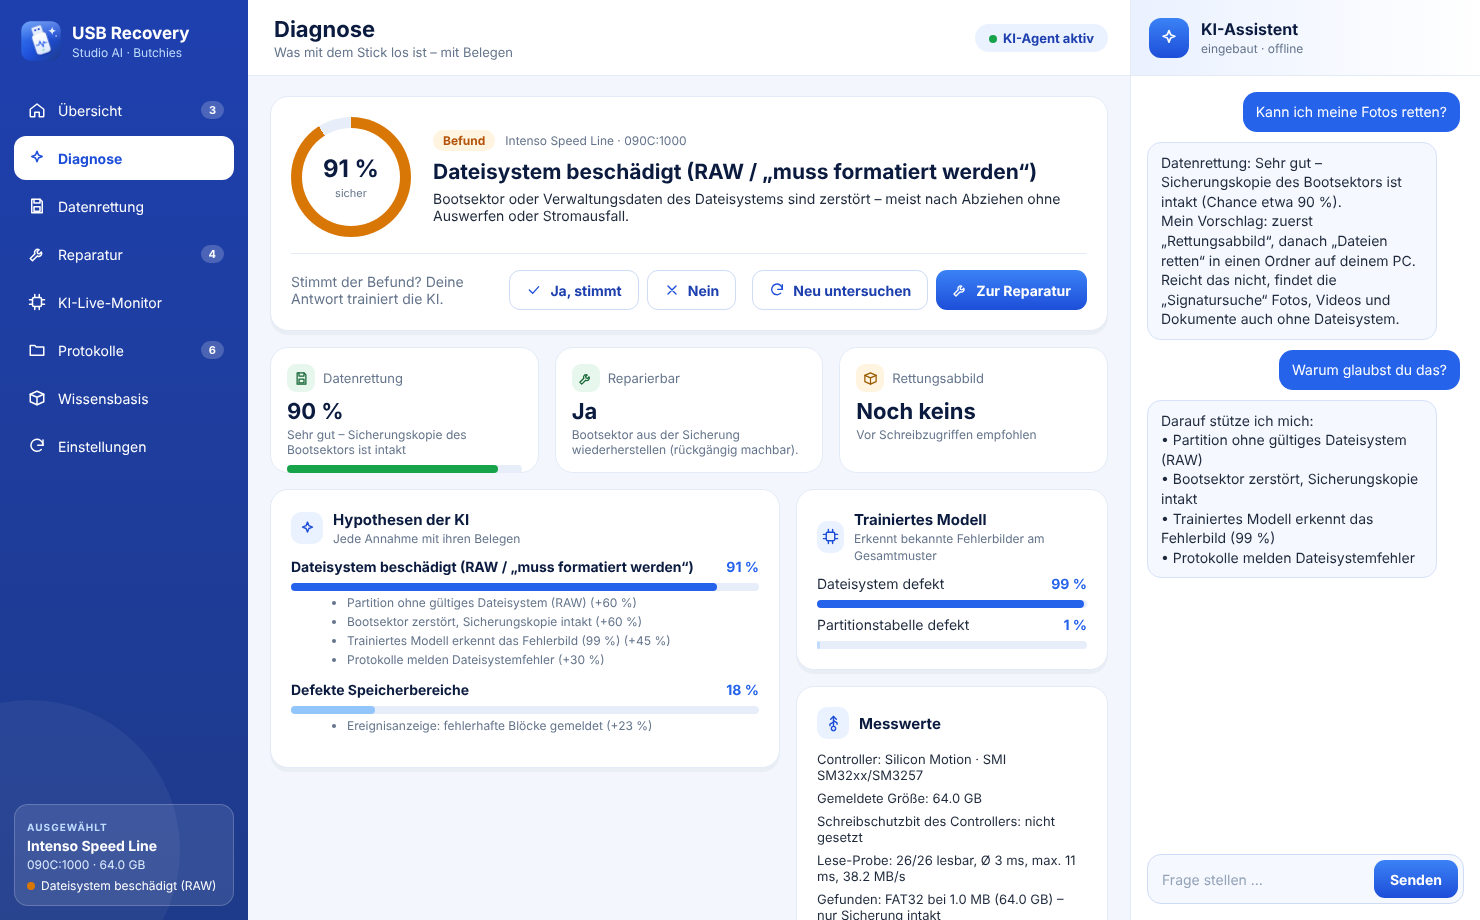 USB Recovery
Studio AI · Butchies
Übersicht
3
Diagnose
Datenrettung
Reparatur
4
KI-Live-Monitor
Protokolle
6
Wissensbasis
Einstellungen
AUSGEWÄHLT
Intenso Speed Line
090C:1000 · 64.0 GB
Dateisystem beschädigt (RAW)
Diagnose
Was mit dem Stick los ist – mit Belegen
KI-Agent aktiv
91 %
sicher
Befund
Intenso Speed Line · 090C:1000
Dateisystem beschädigt (RAW / „muss formatiert werden“)
Bootsektor oder Verwaltungsdaten des Dateisystems sind zerstört – meist nach Abziehen ohne
Auswerfen oder Stromausfall.
Stimmt der Befund? Deine
Antwort trainiert die KI.
Ja, stimmt
Nein
Neu untersuchen
Zur Reparatur
Datenrettung
90 %
Sehr gut – Sicherungskopie des
Bootsektors ist intakt
Reparierbar
Ja
Bootsektor aus der Sicherung
wiederherstellen (rückgängig machbar).
Rettungsabbild
Noch keins
Vor Schreibzugriffen empfohlen
Hypothesen der KI
Jede Annahme mit ihren Belegen
Dateisystem beschädigt (RAW / „muss formatiert werden“)
91 %
• Partition ohne gültiges Dateisystem (RAW) (+60 %)
• Bootsektor zerstört, Sicherungskopie intakt (+60 %)
• Trainiertes Modell erkennt das Fehlerbild (99 %) (+45 %)
• Protokolle melden Dateisystemfehler (+30 %)
Defekte Speicherbereiche
18 %
• Ereignisanzeige: fehlerhafte Blöcke gemeldet (+23 %)
Trainiertes Modell
Erkennt bekannte Fehlerbilder am
Gesamtmuster
Dateisystem defekt
99 %
Partitionstabelle defekt
1 %
Messwerte
Controller: Silicon Motion · SMI
SM32xx/SM3257
Gemeldete Größe: 64.0 GB
Schreibschutzbit des Controllers: nicht
gesetzt
Lese-Probe: 26/26 lesbar, Ø 3 ms, max. 11
ms, 38.2 MB/s
Gefunden: FAT32 bei 1.0 MB (64.0 GB) –
nur Sicherung intakt
KI-Assistent
eingebaut · offline
Kann ich meine Fotos retten?
Datenrettung: Sehr gut –
Sicherungskopie des Bootsektors ist
intakt (Chance etwa 90 %).
Mein Vorschlag: zuerst
„Rettungsabbild“, danach „Dateien
retten“ in einen Ordner auf deinem PC.
Reicht das nicht, findet die
„Signatursuche“ Fotos, Videos und
Dokumente auch ohne Dateisystem.
Warum glaubst du das?
Darauf stütze ich mich:
• Partition ohne gültiges Dateisystem
(RAW)
• Bootsektor zerstört, Sicherungskopie
intakt
• Trainiertes Modell erkennt das
Fehlerbild (99 %)
• Protokolle melden Dateisystemfehler
Frage stellen ...
Senden